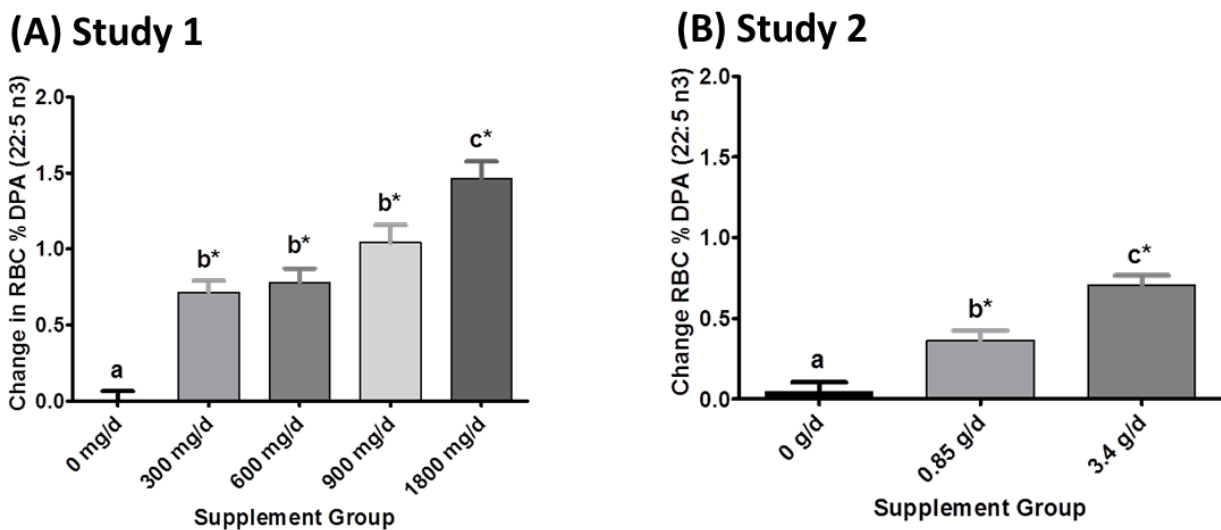 (A) Study 1
Change in RBC % DPA (22:5 n3)
2.0
1.5
1.0
0.5
0.0
a
b*
b*
b*
c*
0 mg/d
300 mg/d
600 mg/d
900 mg/d
1800 mg/d
Supplement Group
(B) Study 2
Change RBC % DPA (22:5 n3)
2.0
1.5
1.0
0.5
0.0
a
b*
c*
0 g/d
0.85 g/d
3.4 g/d
Supplement Group